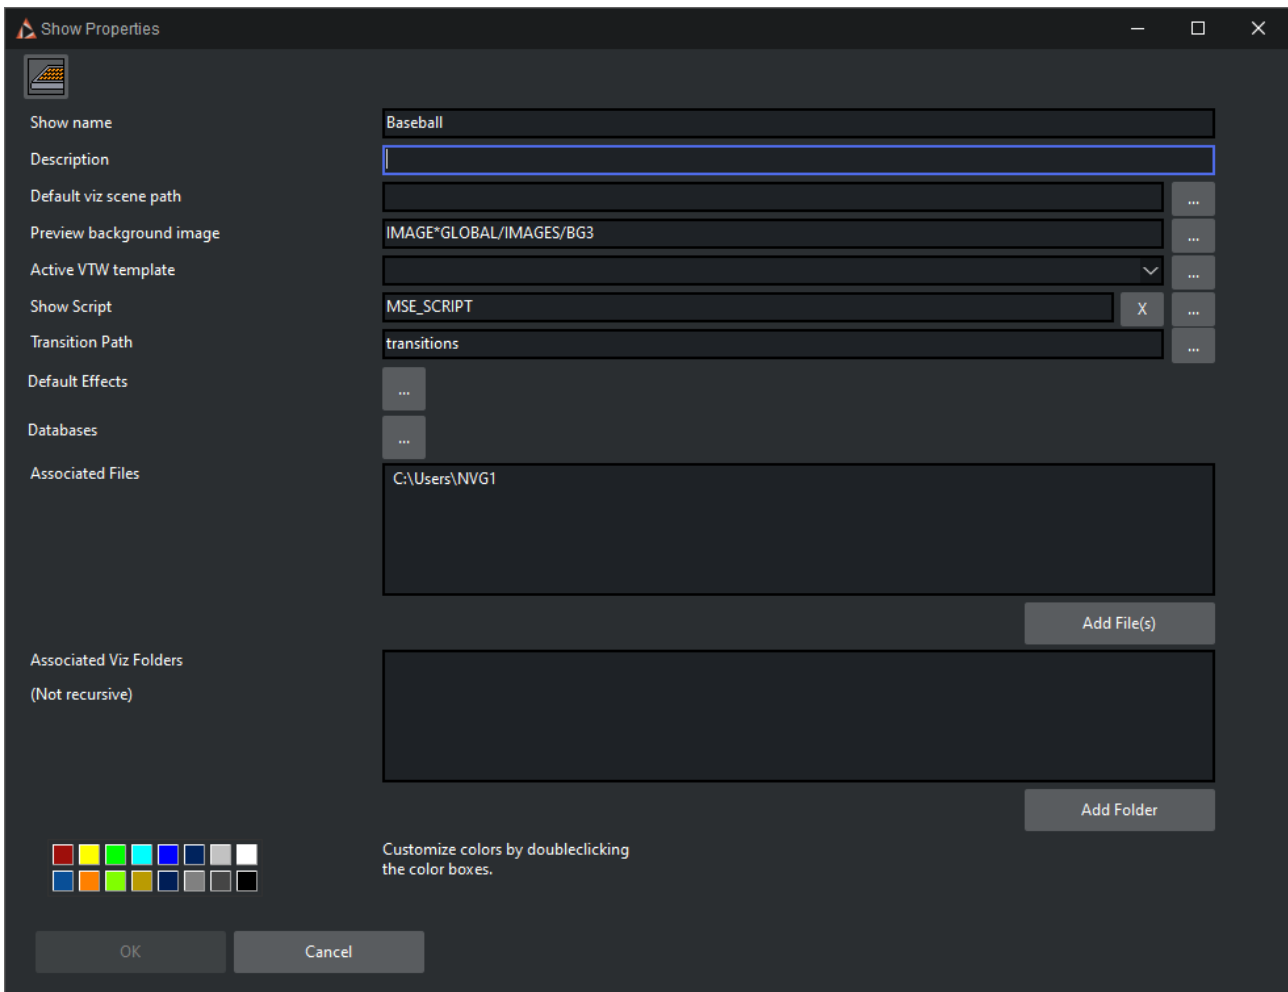 Show Properties
Show name
Baseball
Description
Default viz scene path
...
Preview background image
IMAGE*GLOBAL/IMAGES/BG3
...
Active VTW template
...
Show Script
MSE_SCRIPT
X
...
Transition Path
transitions
...
Default Effects
...
Databases
...
Associated Files
C:\Users\NVG1
Add File(s)
Associated Viz Folders
(Not recursive)
Add Folder
Customize colors by doubleclicking
the color boxes.
OK
Cancel